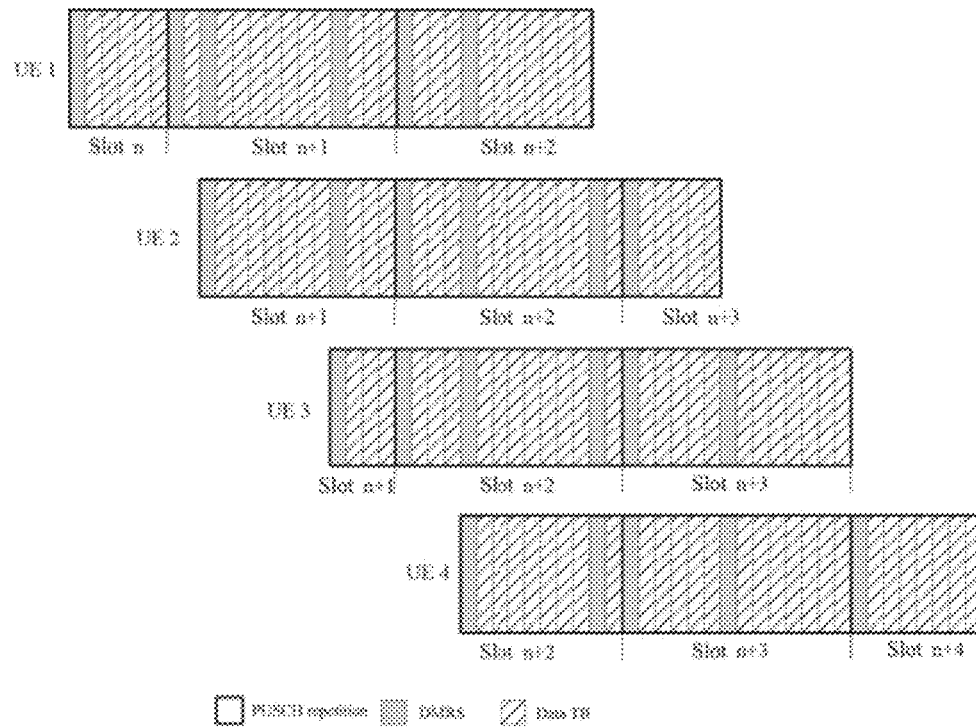 UE 1
Slot n Slot n+1 Slot n+2
UE 2
Slot n+1 Slot n+2 Slot n+3
UE 3
Slot n+1 Slot n+2 Slot n+3
UE 4
Slot n+2 Slot n+3 Slot n+4
PUSCH repetition DMRS Data TB